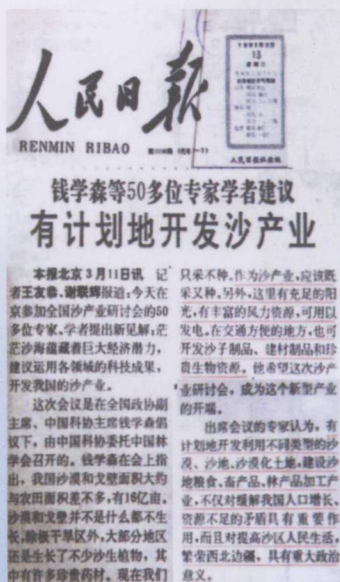 人民日報
RENMIN RIBAO
13
人民日报社出版
钱学森等50多位专家学者建议
有计划地开发沙产业
本报北京3月11日讯 记
者王友恭、谢联辉报道：今天在
京参加全国沙产业研讨会的50
多位专家、学者提出新见解：茫
茫沙海蕴藏着巨大经济潜力，
建议运用各领域的科技成果，
开发我国的沙产业。
这次会议是在全国政协副
主席、中国科协主席钱学森倡
议下，由中国科协委托中国林
学会召开的。钱学森在会上指
出，我国沙漠和戈壁面积大约
与农田面积差不多，有16亿亩。
沙漠和戈壁并不是什么都不生
长，除极干旱区外，大部分地区
还是生长了不少沙生植物，其
中有许多珍贵药材。现在我们
只采不种。作为沙产业，应该既
采又种。另外，这里有充足的阳
光，有丰富的风力资源，可用以
发电。在交通方便的地方，也可
开发沙子制品、建材制品和珍
贵生物资源。他希望这次沙产
业研讨会，成为这个新型产业
的开端。
出席会议的专家认为，有
计划地开发利用不同类型的沙
漠、沙地、沙漠化土地，建设沙
地粮食、畜产品、林产品加工产
业，不仅对缓解我国人口增长、
资源不足的矛盾具有重要作
用，而且对提高沙区人民生活，
繁荣西北边疆，具有重大政治
意义。